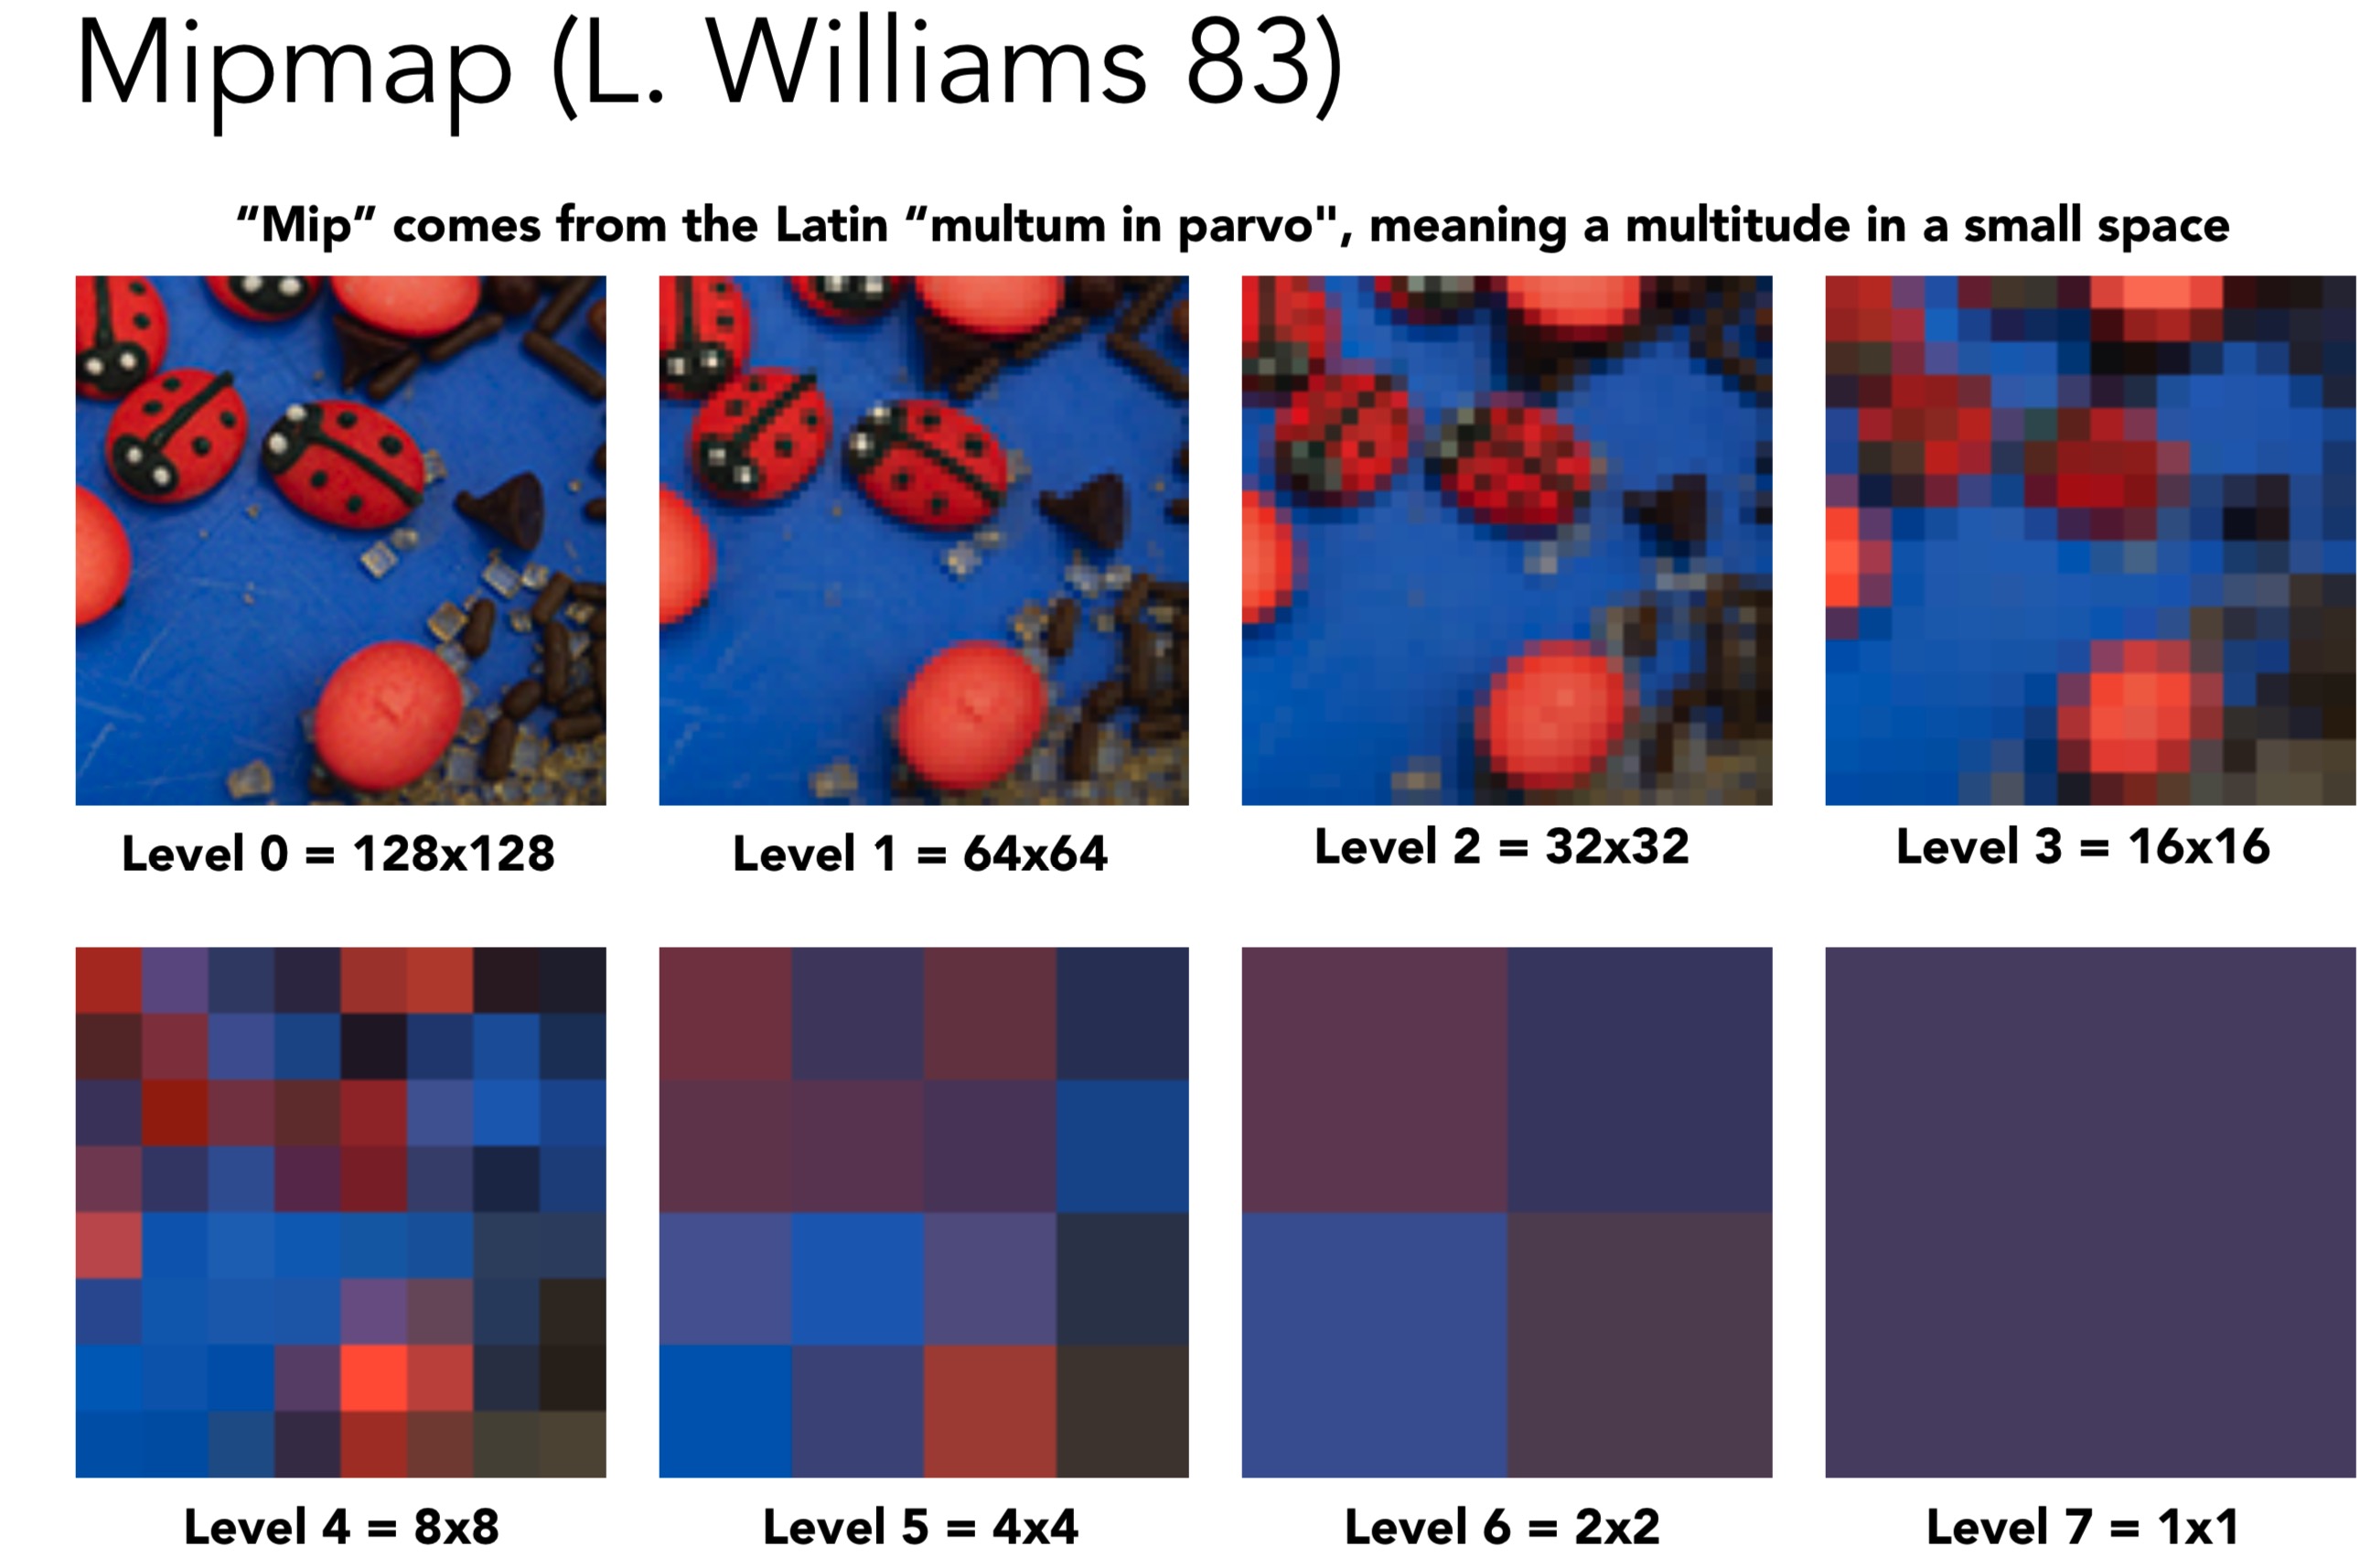 Mipmap (L. Williams 83)
“Mip“ comes from the Latin “multum in parvo", meaning a multitude in a small space
Level 0 = 128x128
Level 1 = 64x64
Level 2 = 32x32
Level 3 = 16x16
Level 4 = 8x8
Level 5 = 4x4
Level 6 = 2x2
Level 7 = 1x1